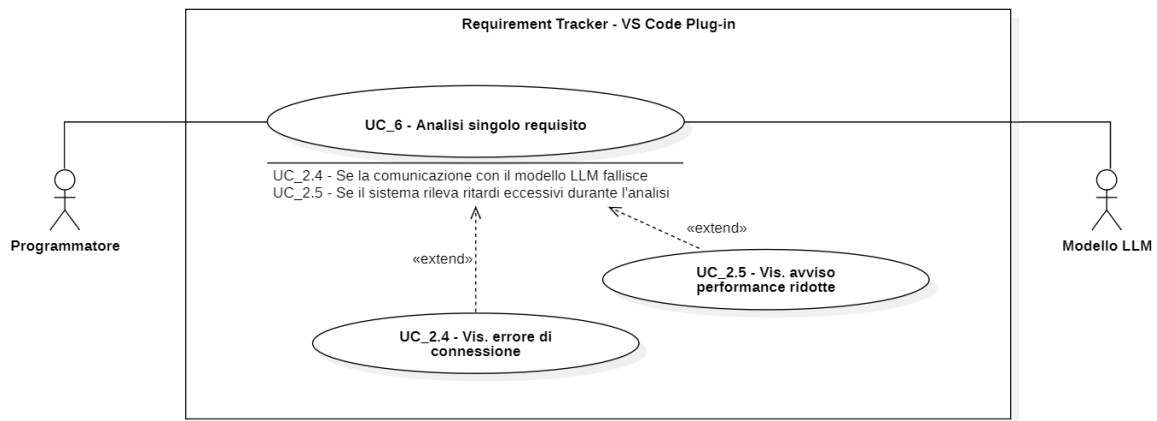 Requirement Tracker - VS Code Plug-in
UC_6 - Analisi singolo requisito
UC_2.4 - Se la comunicazione con il modello LLM fallisce
UC_2.5 - Se il sistema rileva ritardi eccessivi durante l'analisi
Programmatore
Modello LLM
«extend»
«extend»
UC_2.5 - Vis. avviso
performance ridotte
UC_2.4 - Vis. errore di
connessione